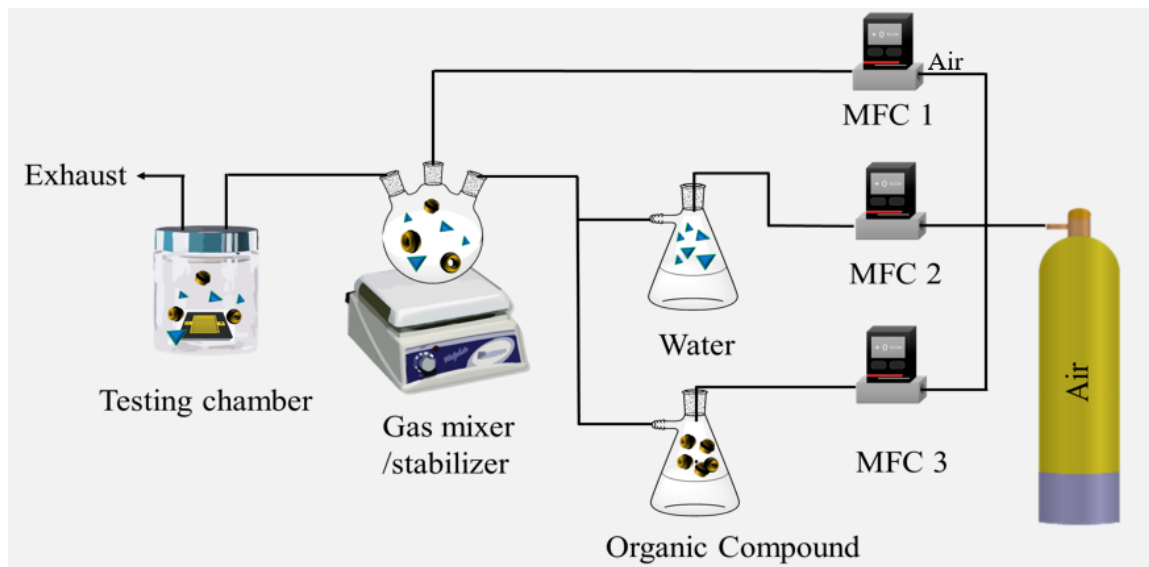 Air
MFC 1
Exhaust
MFC 2
Water
Testing chamber
Gas mixer
/stabilizer
MFC 3
Air
Organic Compound